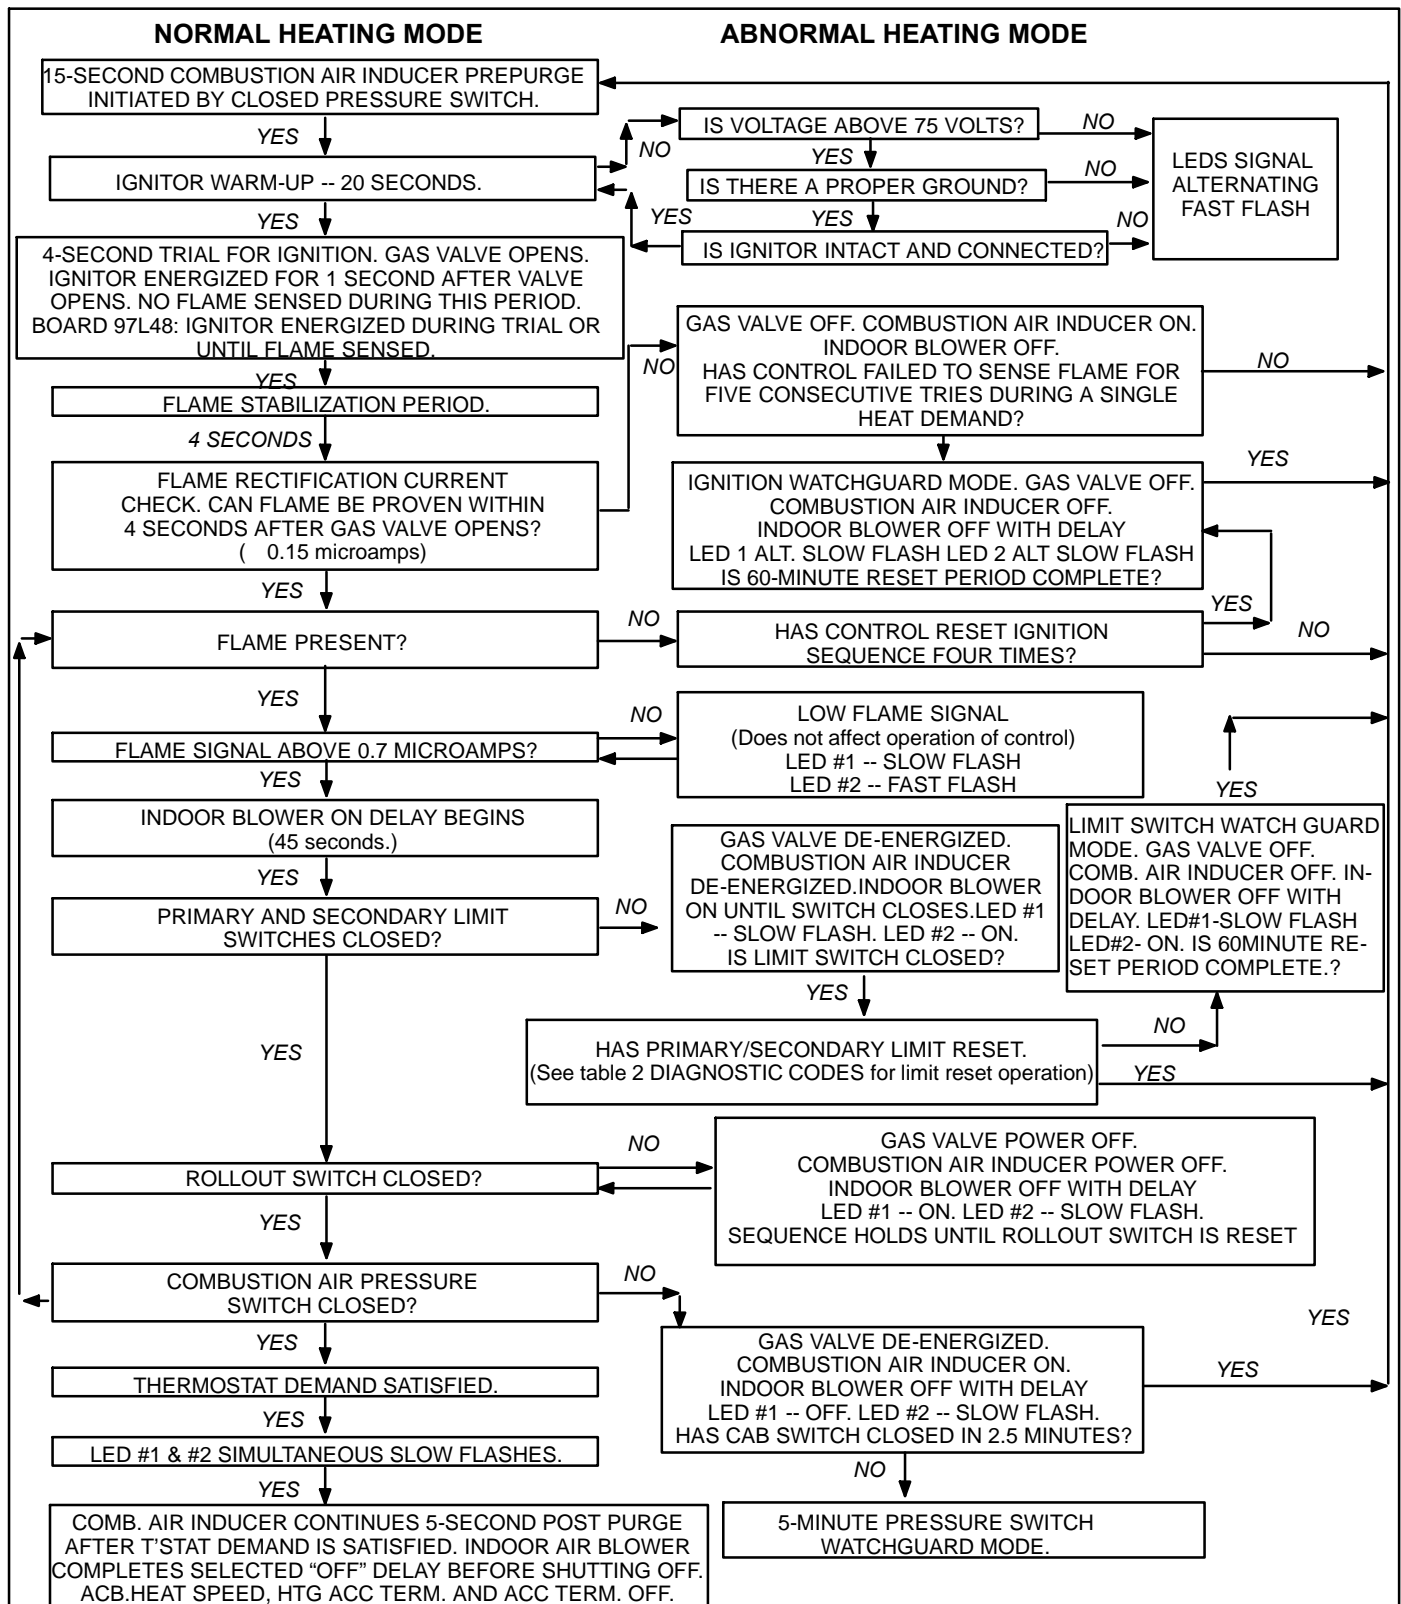 NORMAL HEATING MODE
ABNORMAL HEATING MODE
15-SECOND COMBUSTION AIR INDUCER PREPURGE
INITIATED BY CLOSED PRESSURE SWITCH.
YES
NO
IS VOLTAGE ABOVE 75 VOLTS?
NO
YES
LEDS SIGNAL
ALTERNATING
FAST FLASH
IGNITOR WARM-UP -- 20 SECONDS.
IS THERE A PROPER GROUND?
NO
YES
YES
YES
NO
IS IGNITOR INTACT AND CONNECTED?
4-SECOND TRIAL FOR IGNITION. GAS VALVE OPENS.
IGNITOR ENERGIZED FOR 1 SECOND AFTER VALVE
OPENS. NO FLAME SENSED DURING THIS PERIOD.
BOARD 97L48: IGNITOR ENERGIZED DURING TRIAL OR
UNTIL FLAME SENSED.
NO
GAS VALVE OFF. COMBUSTION AIR INDUCER ON.
INDOOR BLOWER OFF.
HAS CONTROL FAILED TO SENSE FLAME FOR
FIVE CONSECUTIVE TRIES DURING A SINGLE
HEAT DEMAND?
NO
YES
FLAME STABILIZATION PERIOD.
4 SECONDS
FLAME RECTIFICATION CURRENT
CHECK. CAN FLAME BE PROVEN WITHIN
4 SECONDS AFTER GAS VALVE OPENS?
( 0.15 microamps)
IGNITION WATCHGUARD MODE. GAS VALVE OFF.
COMBUSTION AIR INDUCER OFF.
INDOOR BLOWER OFF WITH DELAY
LED 1 ALT. SLOW FLASH LED 2 ALT SLOW FLASH
IS 60-MINUTE RESET PERIOD COMPLETE?
YES
YES
YES
FLAME PRESENT?
NO
HAS CONTROL RESET IGNITION
SEQUENCE FOUR TIMES?
NO
YES
NO
LOW FLAME SIGNAL
(Does not affect operation of control)
LED #1 -- SLOW FLASH
LED #2 -- FAST FLASH
FLAME SIGNAL ABOVE 0.7 MICROAMPS?
YES
YES
INDOOR BLOWER ON DELAY BEGINS
(45 seconds.)
YES
GAS VALVE DE-ENERGIZED.
COMBUSTION AIR INDUCER
DE-ENERGIZED.INDOOR BLOWER
ON UNTIL SWITCH CLOSES.LED #1
-- SLOW FLASH. LED #2 -- ON.
IS LIMIT SWITCH CLOSED?
LIMIT SWITCH WATCH GUARD
MODE. GAS VALVE OFF.
COMB. AIR INDUCER OFF. IN-
DOOR BLOWER OFF WITH
DELAY. LED#1-SLOW FLASH
LED#2- ON. IS 60MINUTE RE-
SET PERIOD COMPLETE.?
PRIMARY AND SECONDARY LIMIT
SWITCHES CLOSED?
NO
YES
YES
HAS PRIMARY/SECONDARY LIMIT RESET.
(See table 2 DIAGNOSTIC CODES for limit reset operation)
NO
YES
ROLLOUT SWITCH CLOSED?
NO
GAS VALVE POWER OFF.
COMBUSTION AIR INDUCER POWER OFF.
INDOOR BLOWER OFF WITH DELAY
LED #1 -- ON. LED #2 -- SLOW FLASH.
SEQUENCE HOLDS UNTIL ROLLOUT SWITCH IS RESET
YES
COMBUSTION AIR PRESSURE
SWITCH CLOSED?
NO
YES
YES
GAS VALVE DE-ENERGIZED.
COMBUSTION AIR INDUCER ON.
INDOOR BLOWER OFF WITH DELAY
LED #1 -- OFF. LED #2 -- SLOW FLASH.
HAS CAB SWITCH CLOSED IN 2.5 MINUTES?
YES
THERMOSTAT DEMAND SATISFIED.
YES
LED #1 & #2 SIMULTANEOUS SLOW FLASHES.
NO
YES
COMB. AIR INDUCER CONTINUES 5-SECOND POST PURGE
AFTER T'STAT DEMAND IS SATISFIED. INDOOR AIR BLOWER
COMPLETES SELECTED “OFF” DELAY BEFORE SHUTTING OFF.
ACB.HEAT SPEED, HTG ACC TERM. AND ACC TERM. OFF.
5-MINUTE PRESSURE SWITCH
WATCHGUARD MODE.